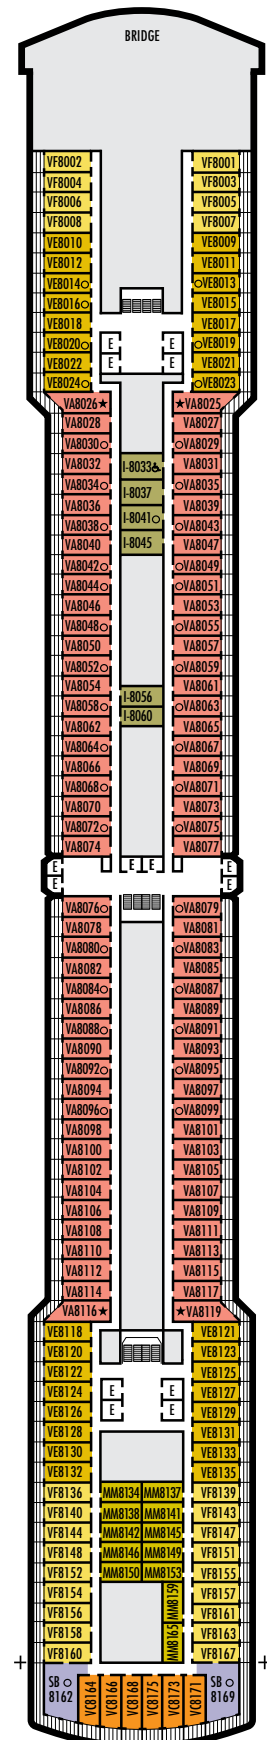 BRIDGE
VF8002 VF8001
VF8004 VF8003
VF8006 VF8005
VF8008 VF8007
VE8010 VE8009
VE8012 VE8011
VE8014 VE8013
VE8016 VE8015
VE8018 VE8017
VE8020 E E VE8019
VE8022 E E VE8021
VE8024 VE8023
VA8026★ ★VA8025
VA8028 VA8027
VA8030 VA8029
VA8032 I-8033 VA8031
VA8034 I-8037 VA8035
VA8036 VA8039
VA8038 I-8041 VA8043
VA8040 I-8045 VA8047
VA8042 VA8049
VA8044 VA8051
VA8046 VA8053
VA8048 VA8055
VA8050 VA8057
VA8052 VA8059
VA8054 I-8056 VA8061
VA8058 I-8060 VA8063
VA8062 VA8065
VA8064 VA8067
VA8066 VA8069
VA8068 VA8071
VA8070 VA8073
VA8072 VA8075
VA8074 VA8077
E E E E
E E
VA8076 VA8079
VA8078 VA8081
VA8080 VA8083
VA8082 VA8085
VA8084 VA8087
VA8086 VA8089
VA8088 VA8091
VA8090 VA8093
VA8092 VA8095
VA8094 VA8097
VA8096 VA8099
VA8098 VA8101
VA8100 VA8103
VA8102 VA8105
VA8104 VA8107
VA8106 VA8109
VA8108 VA8111
VA8110 VA8113
VA8112 VA8115
VA8114 VA8117
VA8116★ ★VA8119
VE8118 VE8121
VE8120 VE8123
VE8122 VE8125
VE8124 E E VE8127
VE8126 E E VE8129
VE8128 VE8131
VE8130 VE8133
VE8132 VE8135
VF8136 MM8134 MM8137 VF8139
VF8140 MM8138 MM8141 VF8143
VF8144 MM8142 MM8145 VF8147
VF8148 MM8146 MM8149 VF8151
VF8152 MM8150 MM8153 VF8155
VF8154 MM8159 VF8157
VF8156 VF8161
VF8158 MM8165 VF8163
VF8160 VF8167
SB 8162 VC8164 VC8166 VC8168 VC8175 VC8173 VC8171 SB 8169